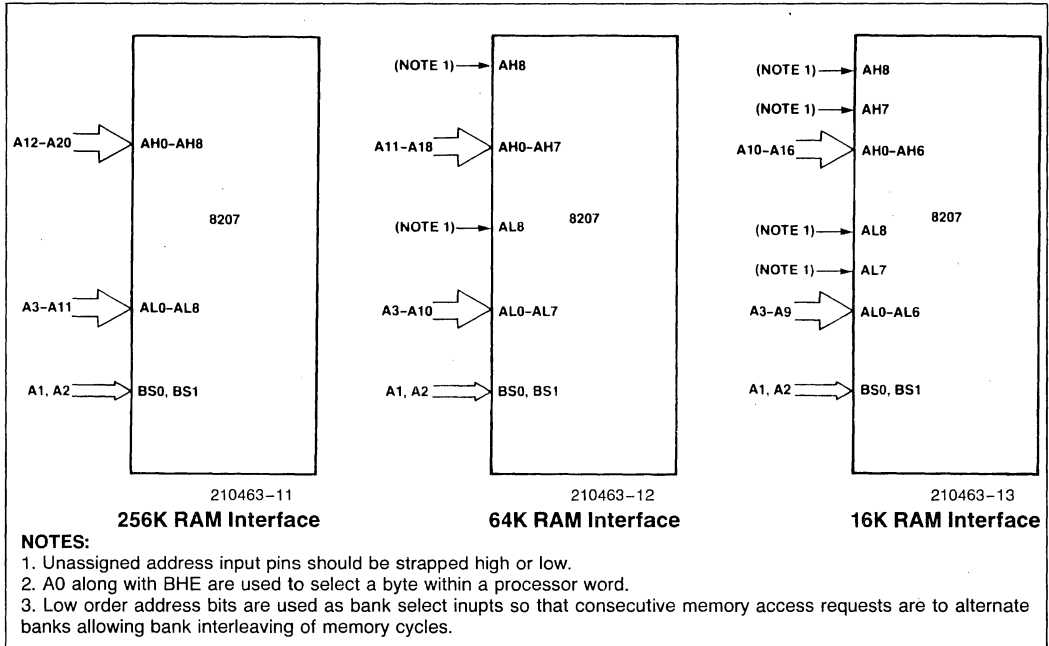 A12–A20
AH0–AH8
8207
A3–A11
AL0–AL8
A1, A2
BS0, BS1
210463–11
256K RAM Interface
(NOTE 1)
AH8
A11–A18
AH0–AH7
(NOTE 1)
AL8
8207
A3–A10
AL0–AL7
A1, A2
BS0, BS1
210463–12
64K RAM Interface
(NOTE 1)
AH8
(NOTE 1)
AH7
A10–A16
AH0–AH6
(NOTE 1)
AL8
8207
(NOTE 1)
AL7
A3–A9
AL0–AL6
A1, A2
BS0, BS1
210463–13
16K RAM Interface
NOTES:
1. Unassigned address input pins should be strapped high or low.
2. A0 along with BHE are used to select a byte within a processor word.
3. Low order address bits are used as bank select inupts so that consecutive memory access requests are to alternate
banks allowing bank interleaving of memory cycles.